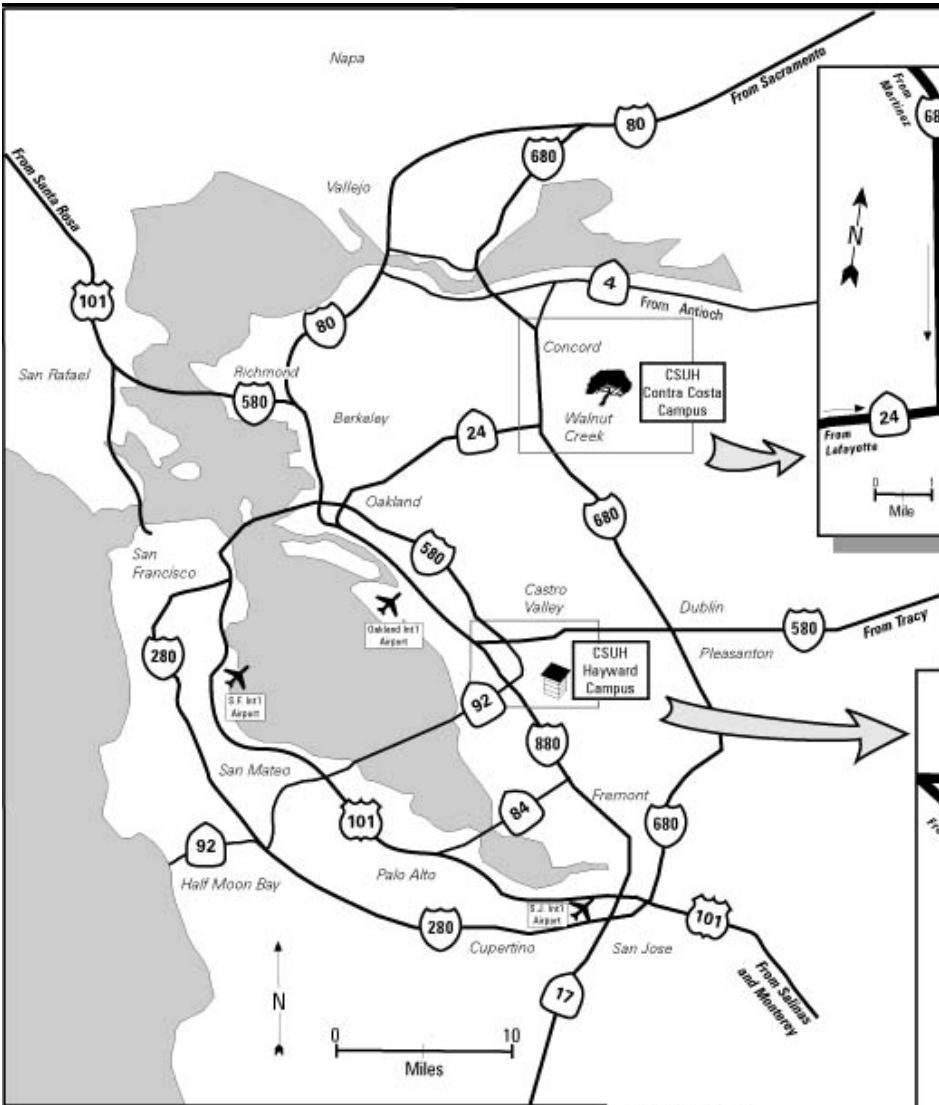 Napa
From Sacramento
80
From Santa Rosa
680
Vallejo
From
Martinez
N
101
4
From Antioch
80
Concord
San Rafael
Richmond
580
CSUH
Contra Costa
Campus
Berkeley
24
Walnut
Creek
24
From
Lafayette
0 1
Mile
Oakland
680
580
San
Francisco
Castro
Valley
Dublin
Oakland Int'l
Airport
580
From Tracy
Pleasanton
280
CSUH
Hayward
Campus
S.F. Int'l
Airport
92
880
San Mateo
Fremont
84
101
680
92
Palo Alto
Half Moon Bay
S.J. Int'l
Airport
101
280
Cupertino
San Jose
From Salinas
and Monterey
17
N
0 10
Miles